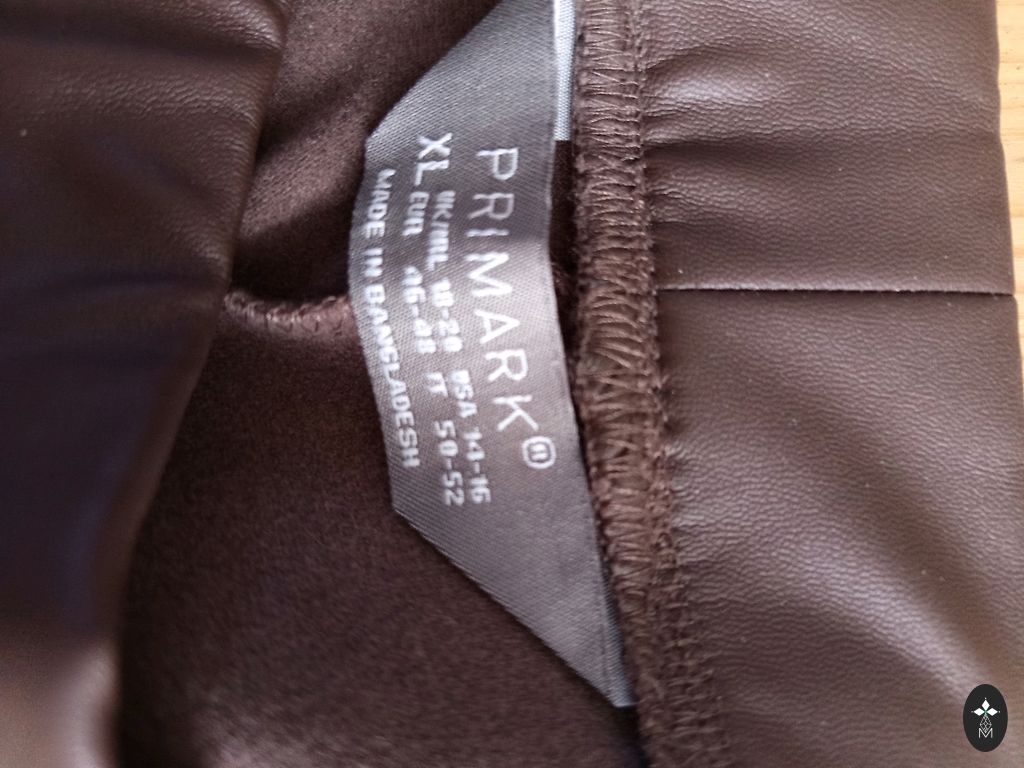 PRIMARK®
XL UK/IRL 18-20 USA 14-16
EUR 46-48 IT 50-52
MADE IN BANGLADESH
M